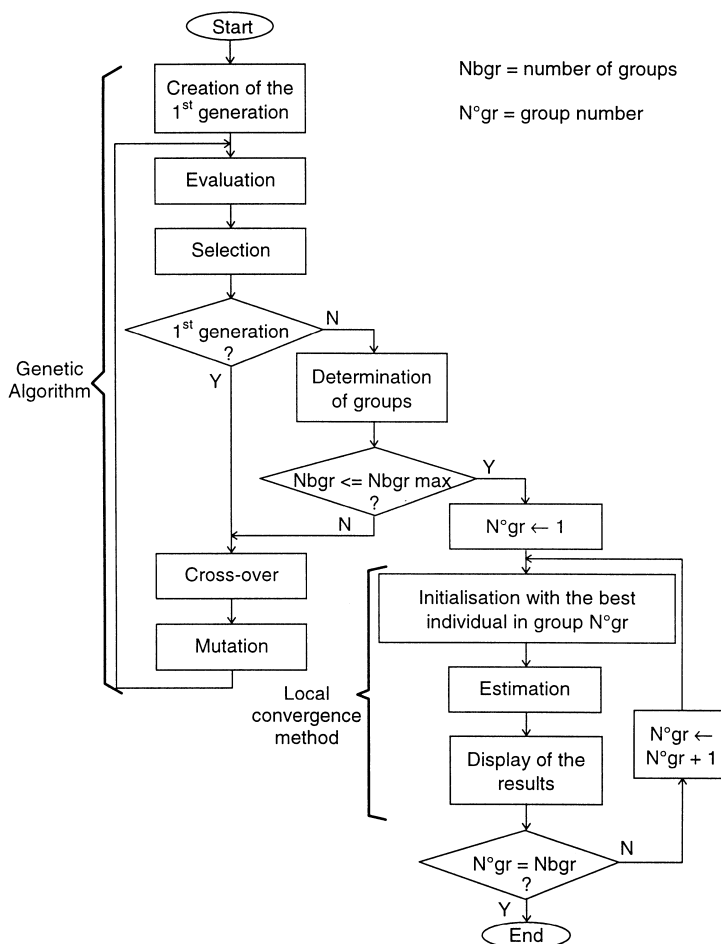 Start
Nbgr = number of groups
Creation of the
1st generation
N°gr = group number
Evaluation
Selection
1st generation
?
N
Y
Genetic
Algorithm
Determination
of groups
Nbgr <= Nbgr max
?
Y
N
N°gr ← 1
Cross-over
Mutation
Initialisation with the best
individual in group N°gr
Local
convergence
method
Estimation
Display of the
results
N°gr ←
N°gr + 1
N°gr = Nbgr
?
N
Y
End